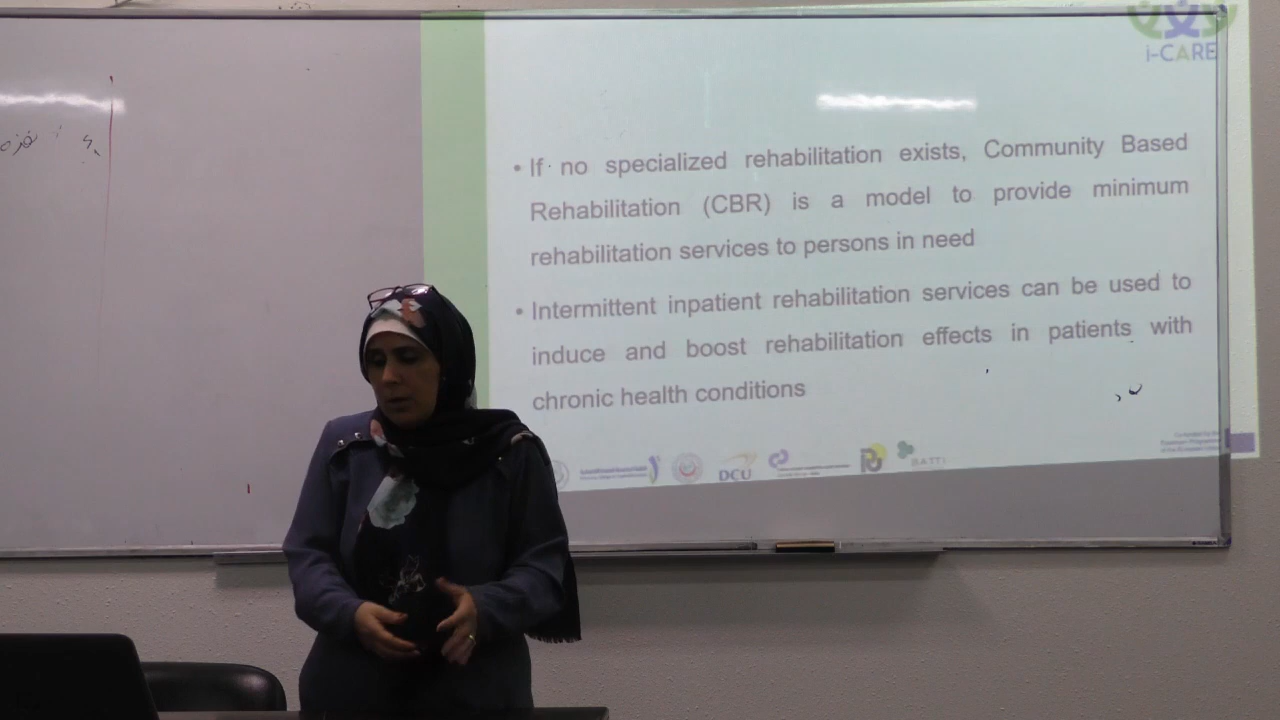 i-CARE
• If no specialized rehabilitation exists, Community Based
Rehabilitation (CBR) is a model to provide minimum
rehabilitation services to persons in need
• Intermittent inpatient rehabilitation services can be used to
induce and boost rehabilitation effects in patients with
chronic health conditions
DCU
BATTI